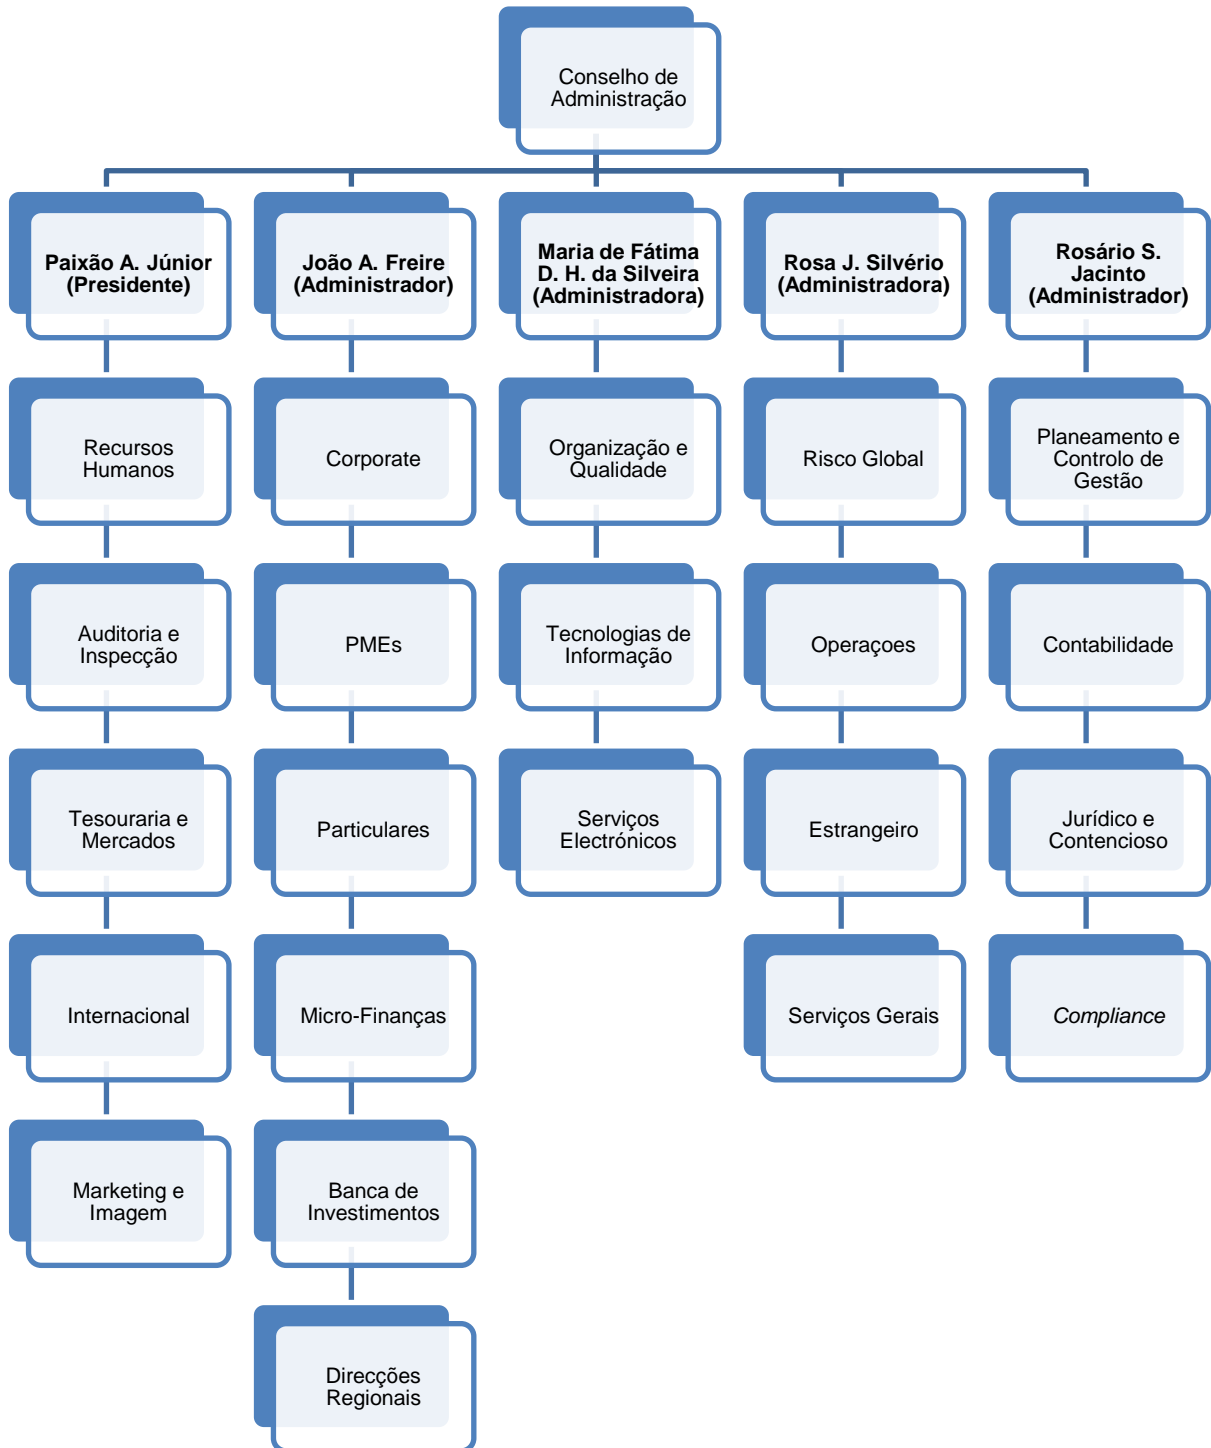 Conselho de
Administração
Paixão A. Júnior
(Presidente)
João A. Freire
(Administrador)
Maria de Fátima
D. H. da Silveira
(Administradora)
Rosa J. Silvério
(Administradora)
Rosário S.
Jacinto
(Administrador)
Recursos
Humanos
Corporate
Organização e
Qualidade
Risco Global
Planeamento e
Controlo de
Gestão
Auditoria e
Inspecção
PMEs
Tecnologias de
Informação
Operaçoes
Contabilidade
Tesouraria e
Mercados
Particulares
Serviços
Electrónicos
Estrangeiro
Jurídico e
Contencioso
Internacional
Micro-Finanças
Serviços Gerais
Compliance
Marketing e
Imagem
Banca de
Investimentos
Direcções
Regionais